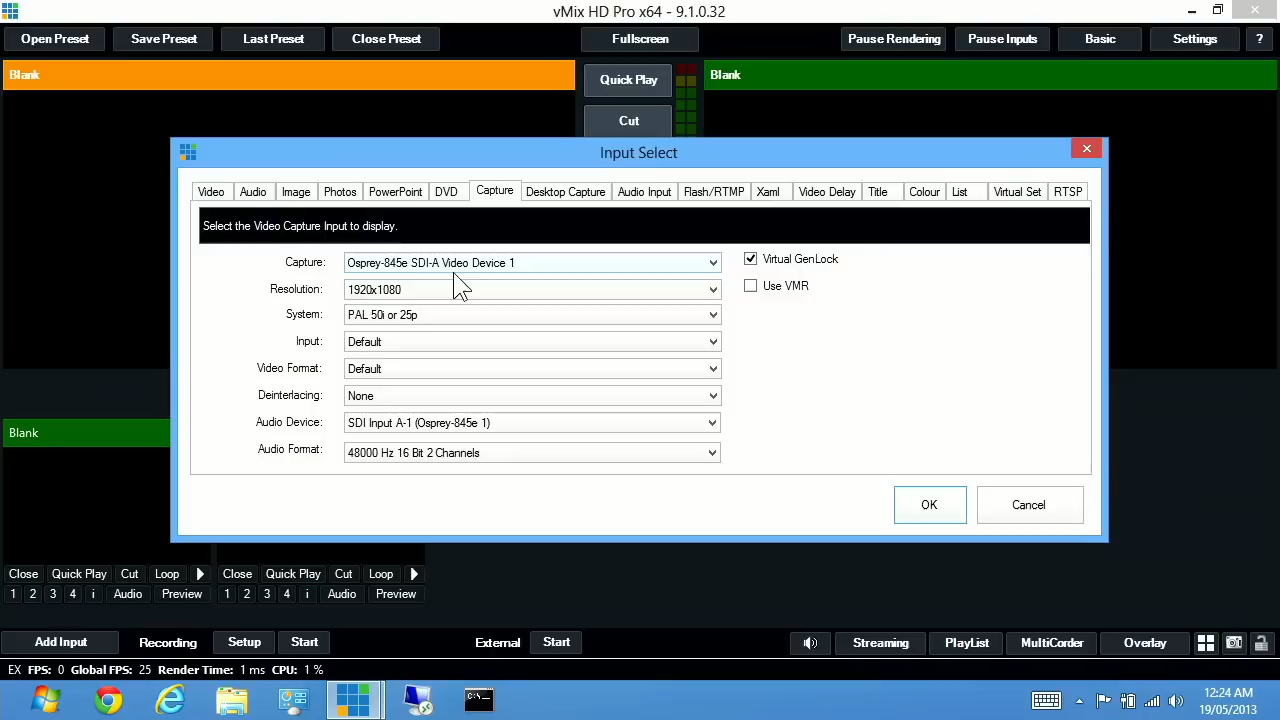 vMix HD Pro x64 - 9.1.0.32
Open Preset Save Preset Last Preset Close Preset Fullscreen Pause Rendering Pause Inputs Basic Settings ?
Blank Quick Play Blank
Cut
Input Select
Video Audio Image Photos PowerPoint DVD Capture Desktop Capture Audio Input Flash/RTMP Xaml Video Delay Title Colour List Virtual Set RTSP
Select the Video Capture Input to display.
Capture: Osprey-845e SDI-A Video Device 1 Virtual GenLock
Resolution: 1920x1080 Use VMR
System: PAL 50i or 25p
Input: Default
Video Format: Default
Deinterlacing: None
Audio Device: SDI Input A-1 (Osprey-845e 1)
Audio Format: 48000 Hz 16 Bit 2 Channels
Blank
OK Cancel
Close Quick Play Cut Loop Close Quick Play Cut Loop
1 2 3 4 i Audio Preview 1 2 3 4 i Audio Preview
Add Input Recording Setup Start External Start Streaming PlayList MultiCorder Overlay
EX FPS: 0 Global FPS: 25 Render Time: 1 ms CPU: 1 %
12:24 AM
19/05/2013